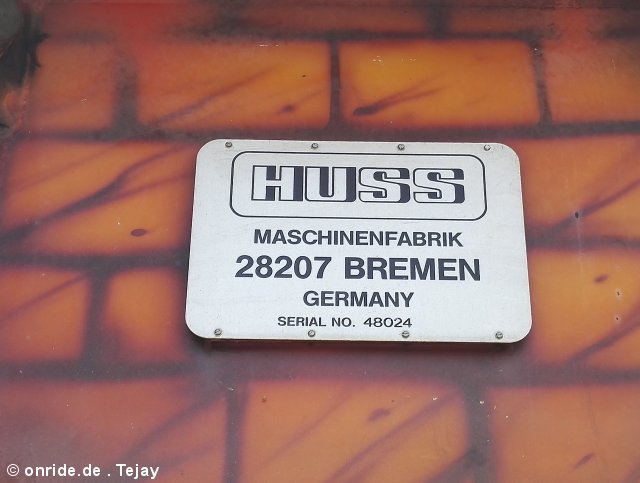 HUSS
MASCHINENFABRIK
28207 BREMEN
GERMANY
SERIAL NO. 48024
© onride.de . Tejay